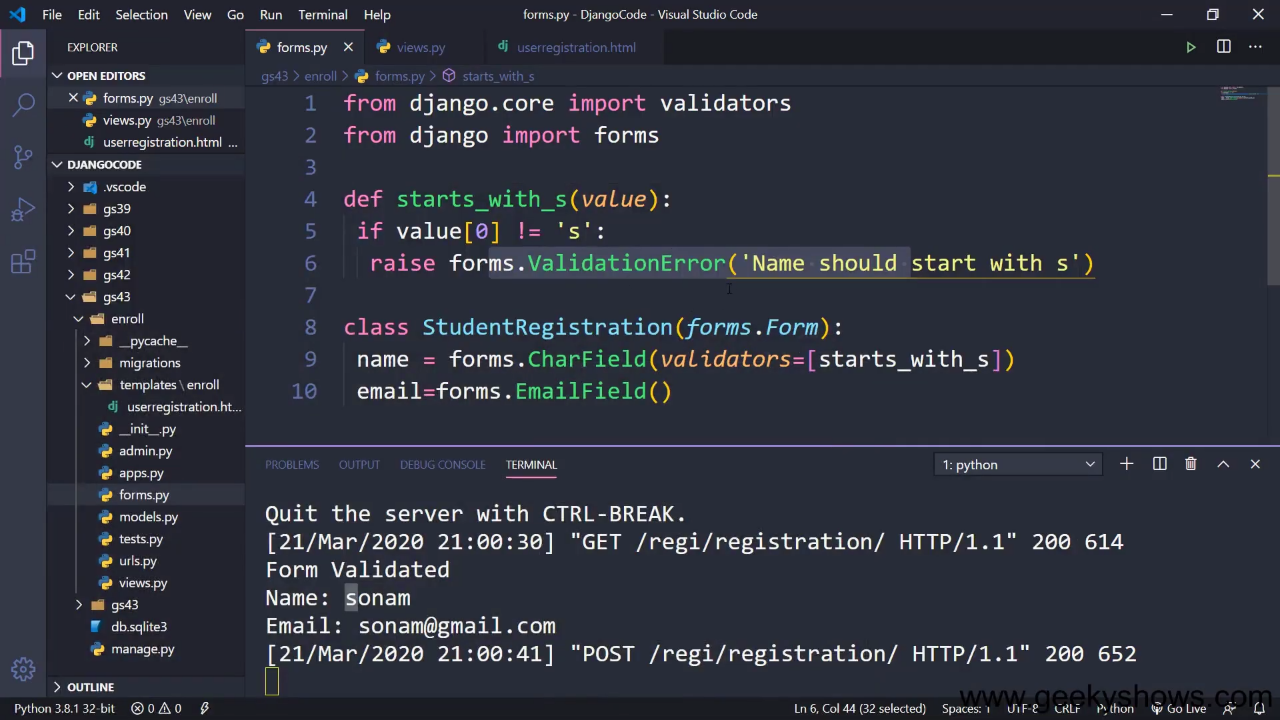 File Edit Selection View Go Run Terminal Help
forms.py - DjangoCode - Visual Studio Code
EXPLORER
OPEN EDITORS
forms.py gs43\enroll
views.py gs43\enroll
userregistration.html ...
DJANGOCODE
.vscode
gs39
gs40
gs41
gs42
gs43
enroll
__pycache__
migrations
templates \ enroll
userregistration.ht...
__init__.py
admin.py
apps.py
forms.py
models.py
tests.py
urls.py
views.py
gs43
db.sqlite3
manage.py
OUTLINE
forms.py views.py userregistration.html
gs43 > enroll > forms.py > starts_with_s
1 from django.core import validators
2 from django import forms
3
4 def starts_with_s(value):
5 if value[0] != 's':
6 raise forms.ValidationError('Name should start with s')
7
8 class StudentRegistration(forms.Form):
9 name = forms.CharField(validators=[starts_with_s])
10 email=forms.EmailField()
PROBLEMS OUTPUT DEBUG CONSOLE TERMINAL 1: python
Quit the server with CTRL-BREAK.
[21/Mar/2020 21:00:30] "GET /regi/registration/ HTTP/1.1" 200 614
Form Validated
Name: sonam
Email: sonam@gmail.com
[21/Mar/2020 21:00:41] "POST /regi/registration/ HTTP/1.1" 200 652
www.geekyshows.com
Python 3.8.1 32-bit 0 0 Ln 6, Col 44 (32 selected) Spaces: 1 UTF-8 CRLF Python Go Live